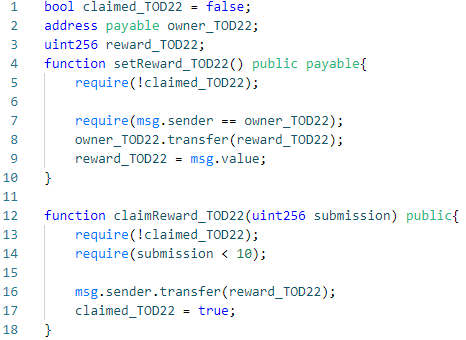 1 bool claimed_TOD22 = false;
2 address payable owner_TOD22;
3 uint256 reward_TOD22;
4 function setReward_TOD22() public payable{
5     require(!claimed_TOD22);
6
7     require(msg.sender == owner_TOD22);
8     owner_TOD22.transfer(reward_TOD22);
9     reward_TOD22 = msg.value;
10 }
11
12 function claimReward_TOD22(uint256 submission) public{
13     require(!claimed_TOD22);
14     require(submission < 10);
15
16     msg.sender.transfer(reward_TOD22);
17     claimed_TOD22 = true;
18 }